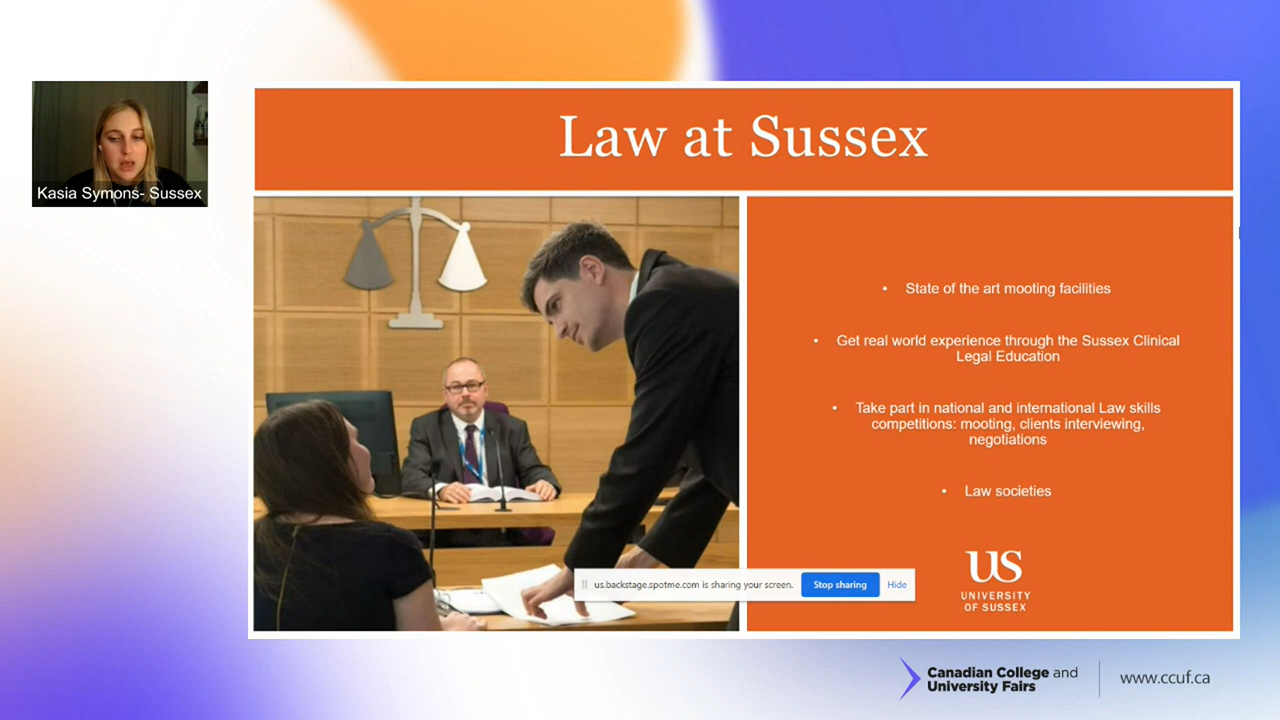 Law at Sussex
Kasia Symons- Sussex
• State of the art mooting facilities
• Get real world experience through the Sussex Clinical
Legal Education
• Take part in national and international Law skills
competitions: mooting, clients interviewing,
negotiations
• Law societies
us.backstage.spotme.com is sharing your screen. Stop sharing Hide
US
UNIVERSITY
OF SUSSEX
Canadian College and
University Fairs
www.ccuf.ca